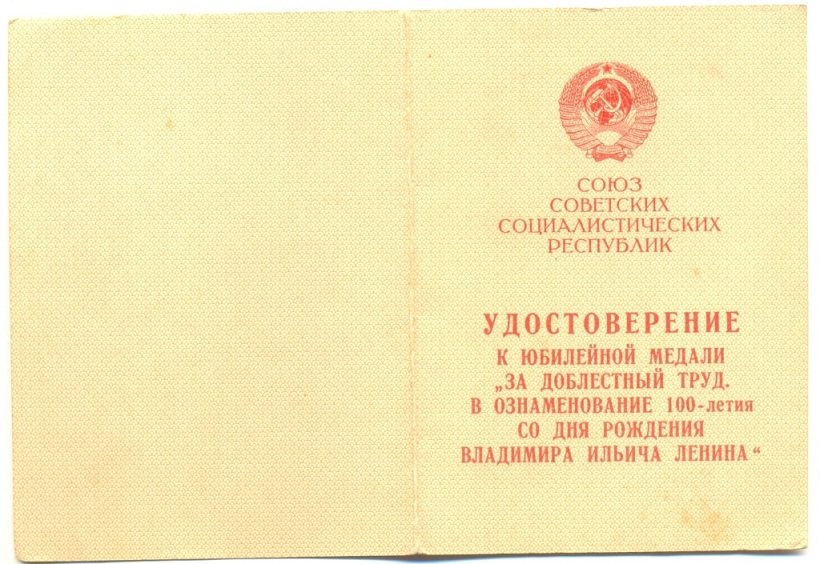 СОЮЗ
СОВЕТСКИХ
СОЦИАЛИСТИЧЕСКИХ
РЕСПУБЛИК
УДОСТОВЕРЕНИЕ
К ЮБИЛЕЙНОЙ МЕДАЛИ
„ЗА ДОБЛЕСТНЫЙ ТРУД.
В ОЗНАМЕНОВАНИЕ 100-летия
СО ДНЯ РОЖДЕНИЯ
ВЛАДИМИРА ИЛЬИЧА ЛЕНИНА“